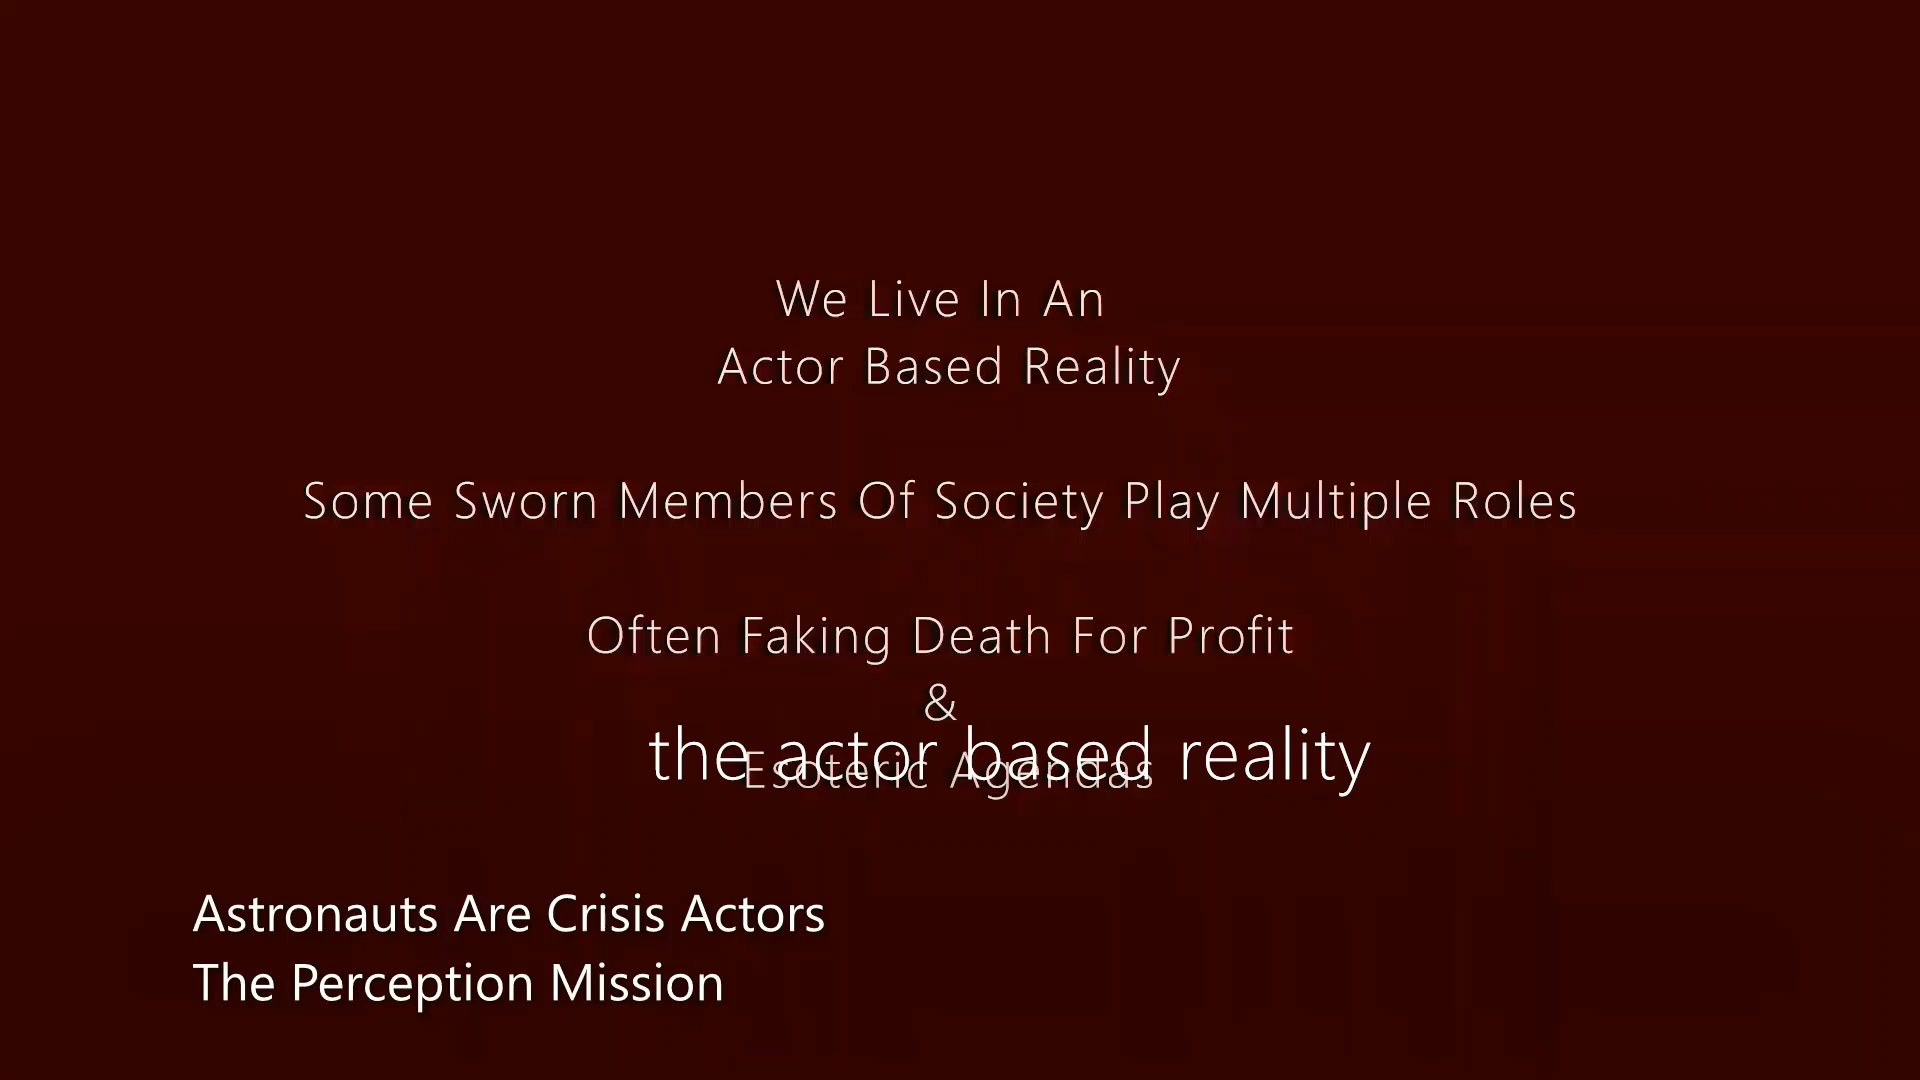 We Live In An
Actor Based Reality
Some Sworn Members Of Society Play Multiple Roles
Often Faking Death For Profit
&
the actor based reality
Esoteric Agendas
Astronauts Are Crisis Actors
The Perception Mission